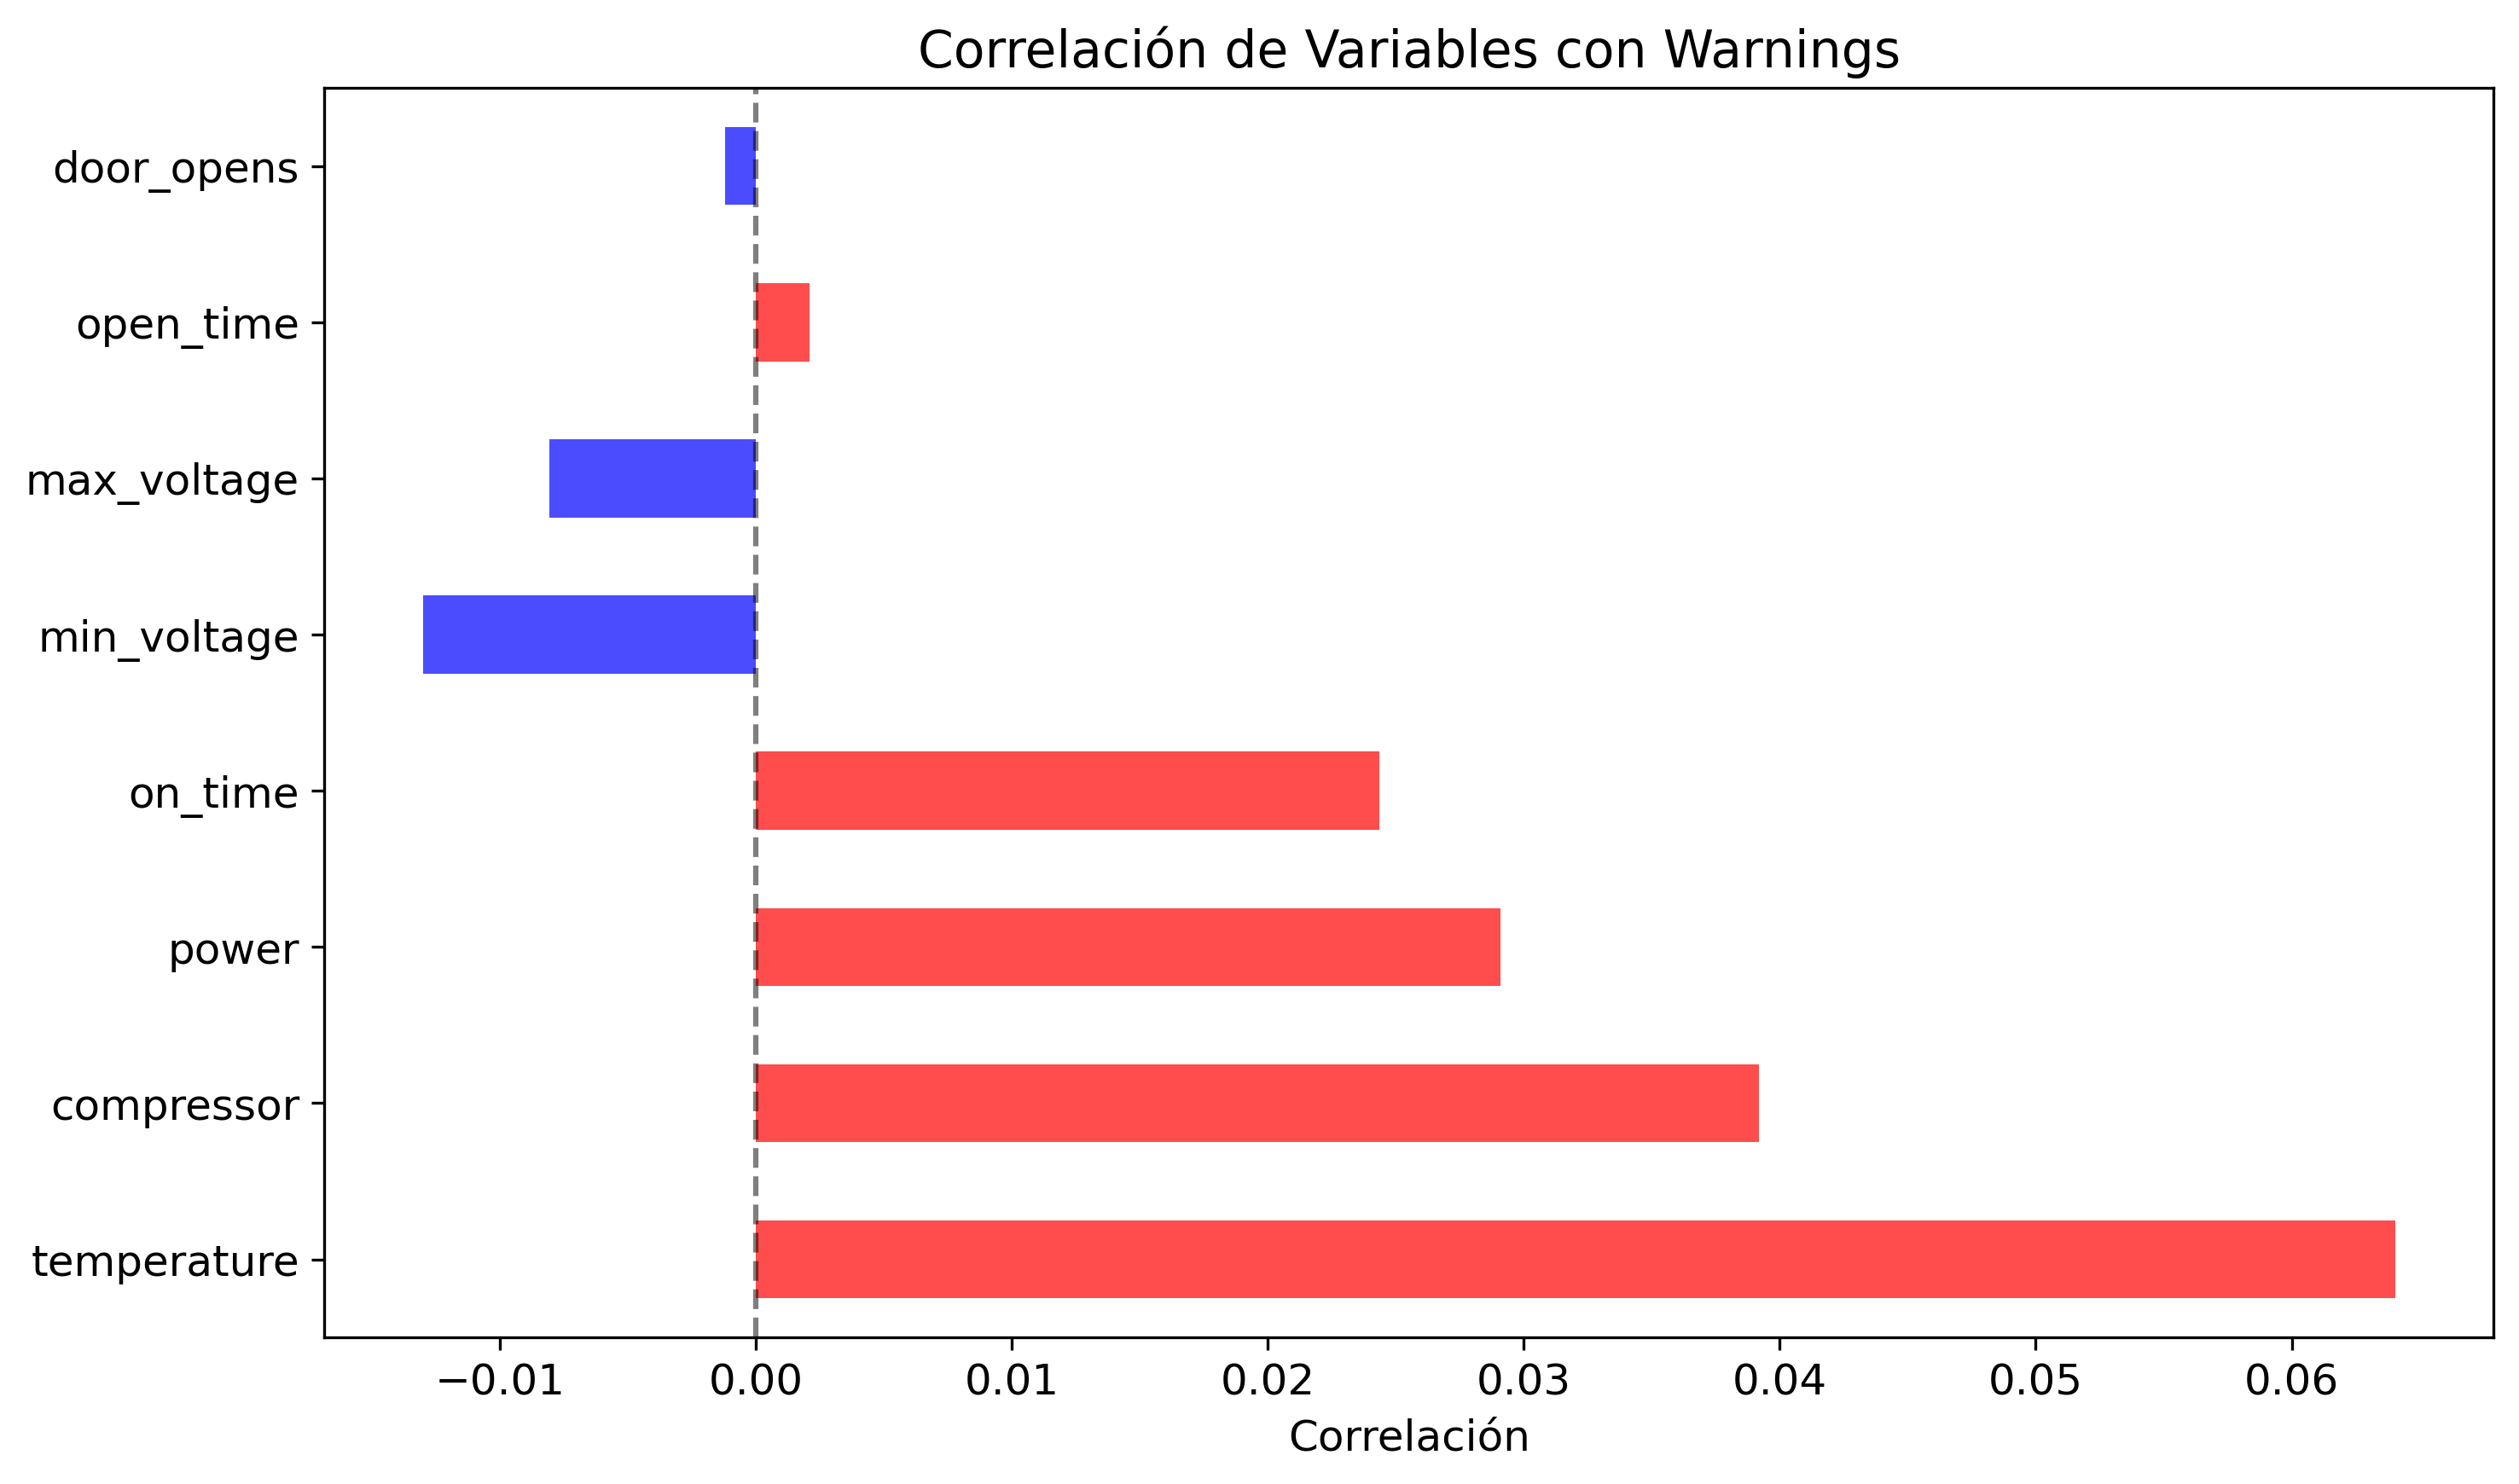 Correlación de Variables con Warnings
door_opens
open_time
max_voltage
min_voltage
on_time
power
compressor
temperature
−0.01 0.00 0.01 0.02 0.03 0.04 0.05 0.06
Correlación